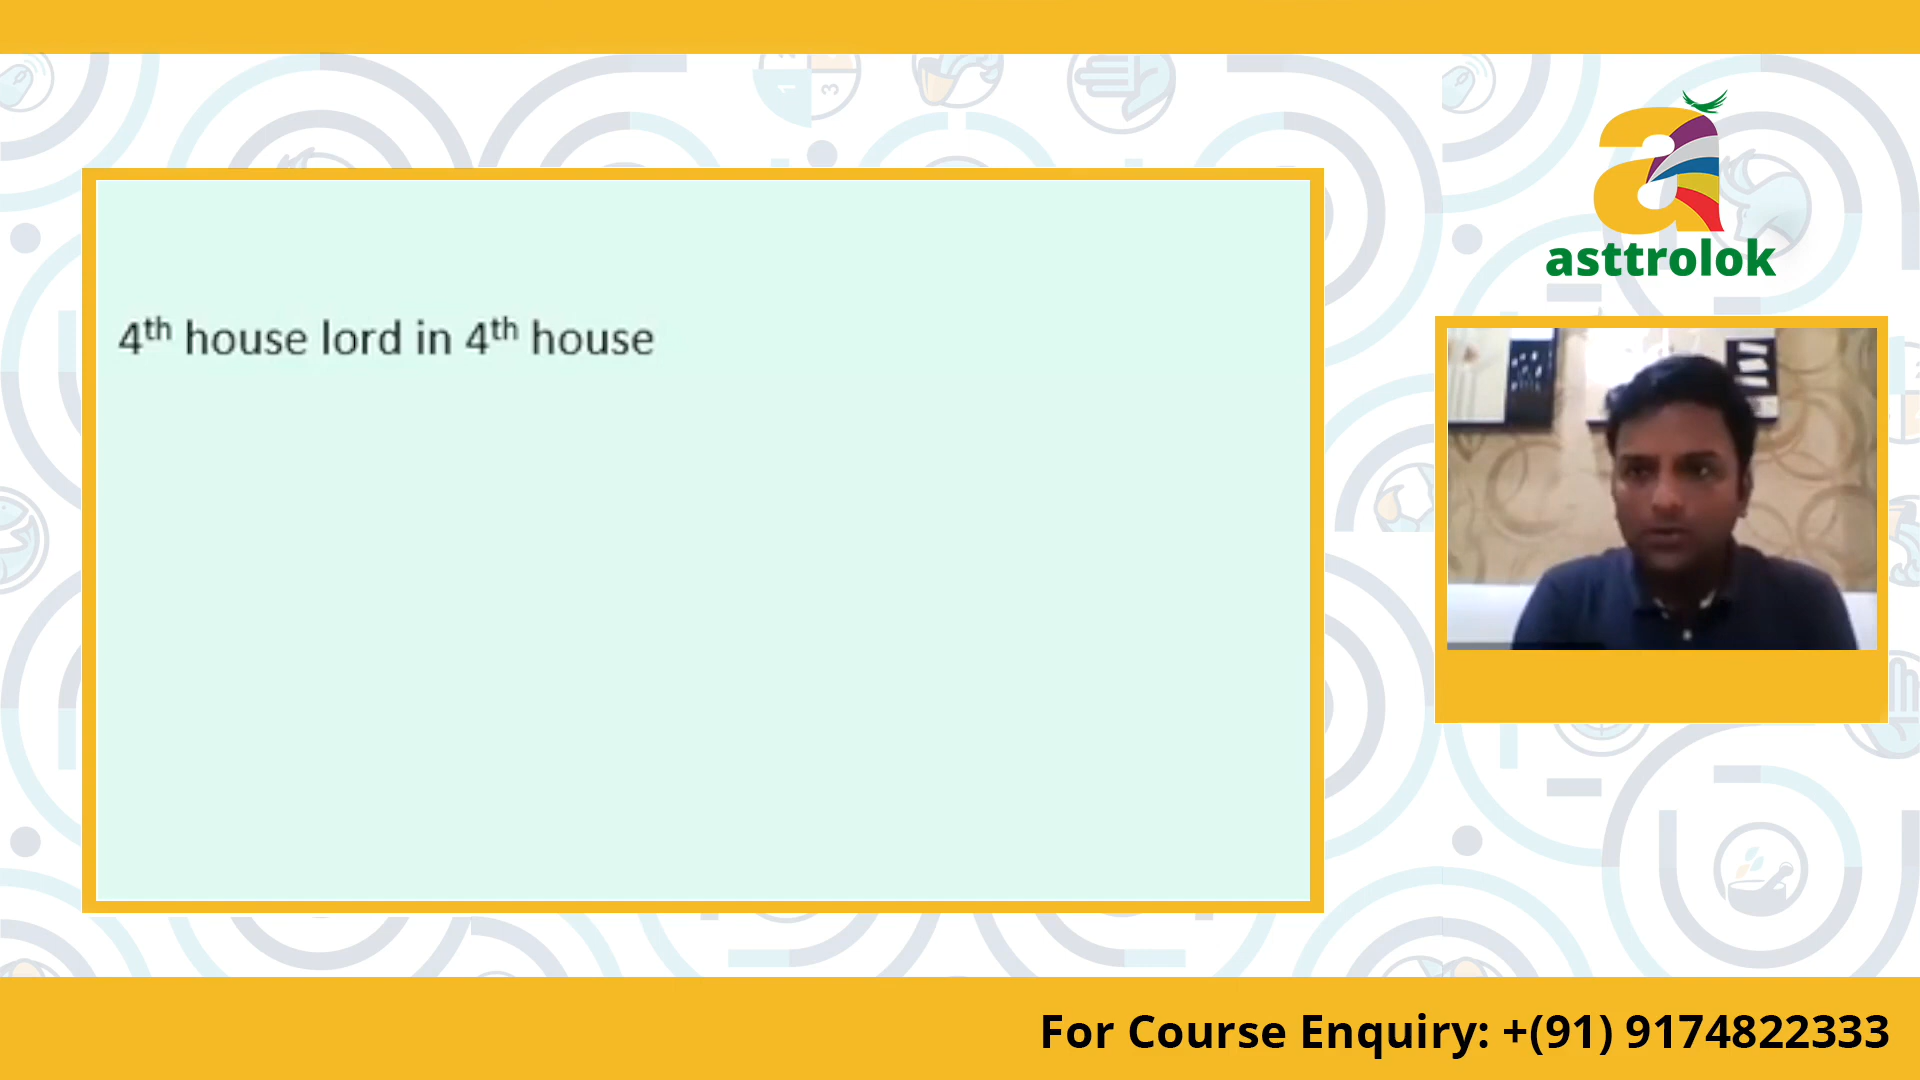 asttrolok
4th house lord in 4th house
For Course Enquiry: +(91) 9174822333